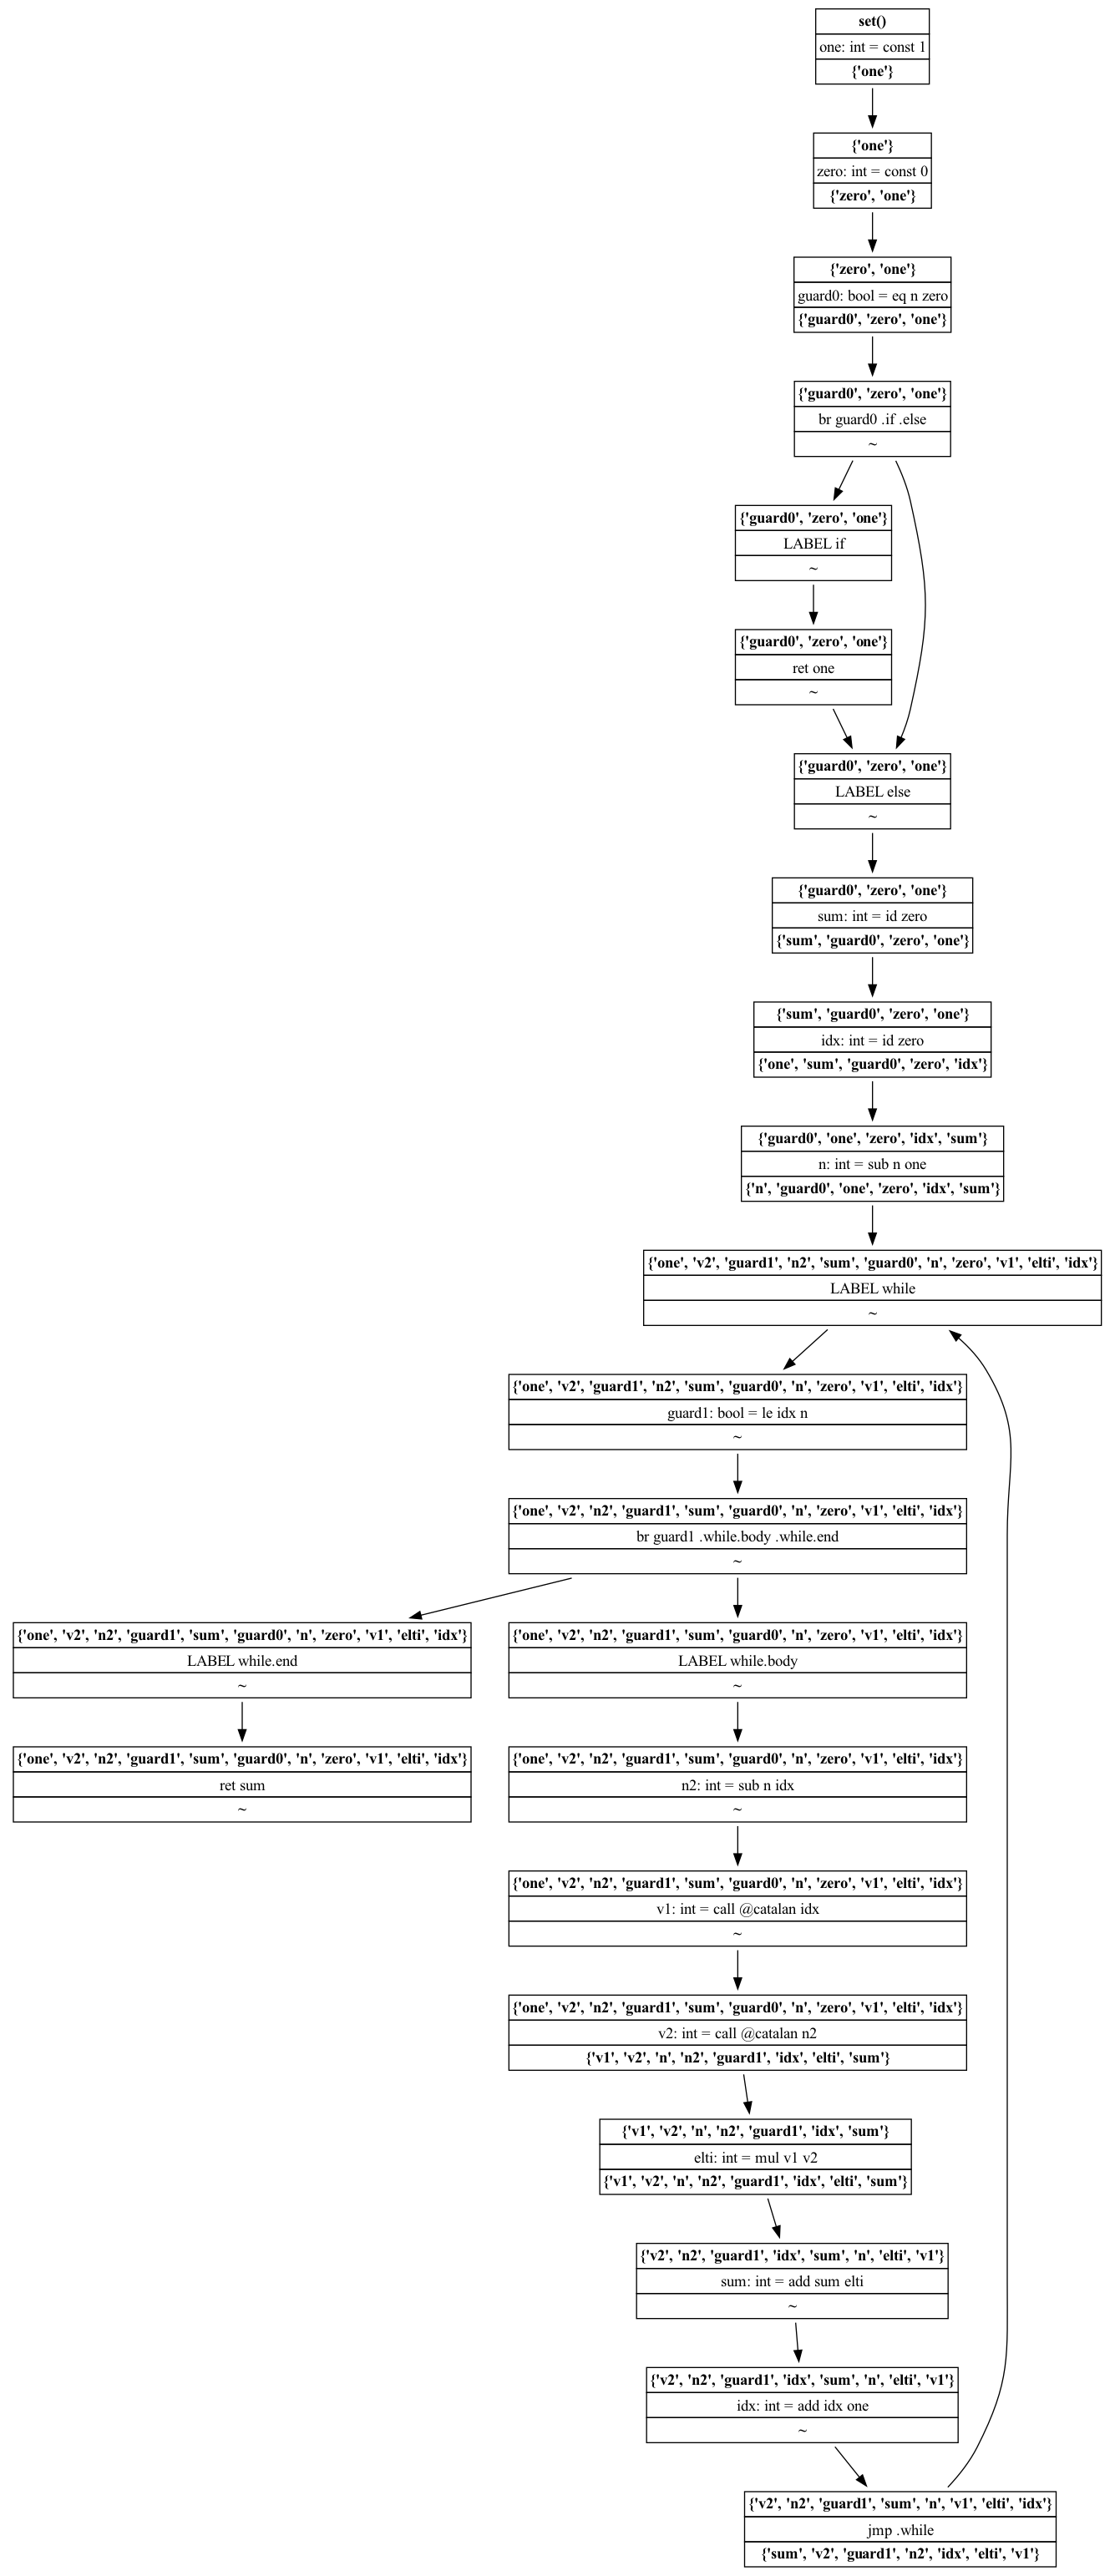 set()
one: int = const 1
{'one'}
{'one'}
zero: int = const 0
{'zero', 'one'}
{'zero', 'one'}
guard0: bool = eq n zero
{'guard0', 'zero', 'one'}
{'guard0', 'zero', 'one'}
br guard0 .if .else
~
{'guard0', 'zero', 'one'}
LABEL if
~
{'guard0', 'zero', 'one'}
ret one
~
{'guard0', 'zero', 'one'}
LABEL else
~
{'guard0', 'zero', 'one'}
sum: int = id zero
{'sum', 'guard0', 'zero', 'one'}
{'sum', 'guard0', 'zero', 'one'}
idx: int = id zero
{'one', 'sum', 'guard0', 'zero', 'idx'}
{'guard0', 'one', 'zero', 'idx', 'sum'}
n: int = sub n one
{'n', 'guard0', 'one', 'zero', 'idx', 'sum'}
{'one', 'v2', 'guard1', 'n2', 'sum', 'guard0', 'n', 'zero', 'v1', 'elti', 'idx'}
LABEL while
~
{'one', 'v2', 'guard1', 'n2', 'sum', 'guard0', 'n', 'zero', 'v1', 'elti', 'idx'}
guard1: bool = le idx n
~
{'one', 'v2', 'n2', 'guard1', 'sum', 'guard0', 'n', 'zero', 'v1', 'elti', 'idx'}
br guard1 .while.body .while.end
~
{'one', 'v2', 'n2', 'guard1', 'sum', 'guard0', 'n', 'zero', 'v1', 'elti', 'idx'}
LABEL while.end
~
{'one', 'v2', 'n2', 'guard1', 'sum', 'guard0', 'n', 'zero', 'v1', 'elti', 'idx'}
ret sum
~
{'one', 'v2', 'n2', 'guard1', 'sum', 'guard0', 'n', 'zero', 'v1', 'elti', 'idx'}
LABEL while.body
~
{'one', 'v2', 'n2', 'guard1', 'sum', 'guard0', 'n', 'zero', 'v1', 'elti', 'idx'}
n2: int = sub n idx
~
{'one', 'v2', 'n2', 'guard1', 'sum', 'guard0', 'n', 'zero', 'v1', 'elti', 'idx'}
v1: int = call @catalan idx
~
{'one', 'v2', 'n2', 'guard1', 'sum', 'guard0', 'n', 'zero', 'v1', 'elti', 'idx'}
v2: int = call @catalan n2
{'v1', 'v2', 'n', 'n2', 'guard1', 'idx', 'elti', 'sum'}
{'v1', 'v2', 'n', 'n2', 'guard1', 'idx', 'sum'}
elti: int = mul v1 v2
{'v1', 'v2', 'n', 'n2', 'guard1', 'idx', 'elti', 'sum'}
{'v2', 'n2', 'guard1', 'idx', 'sum', 'n', 'elti', 'v1'}
sum: int = add sum elti
~
{'v2', 'n2', 'guard1', 'idx', 'sum', 'n', 'elti', 'v1'}
idx: int = add idx one
~
{'v2', 'n2', 'guard1', 'sum', 'n', 'v1', 'elti', 'idx'}
jmp .while
{'sum', 'v2', 'guard1', 'n2', 'idx', 'elti', 'v1'}